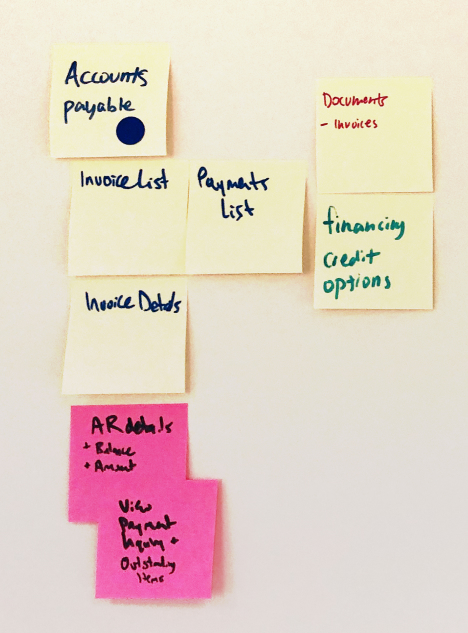 Accounts
payable
Invoice List
Payments
List
Invoice Details
AR details
+ Balance
+ Amount
View
Payment
Inquiry +
Outstanding
Items
Documents
- Invoices
financing
credit
options